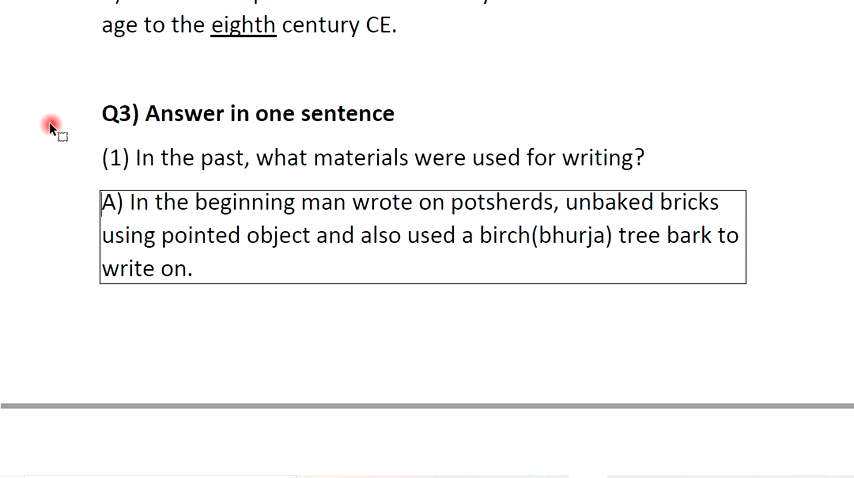 age to the eighth century CE.
Q3) Answer in one sentence
(1) In the past, what materials were used for writing?
A) In the beginning man wrote on potsherds, unbaked bricks
using pointed object and also used a birch(bhurja) tree bark to
write on.